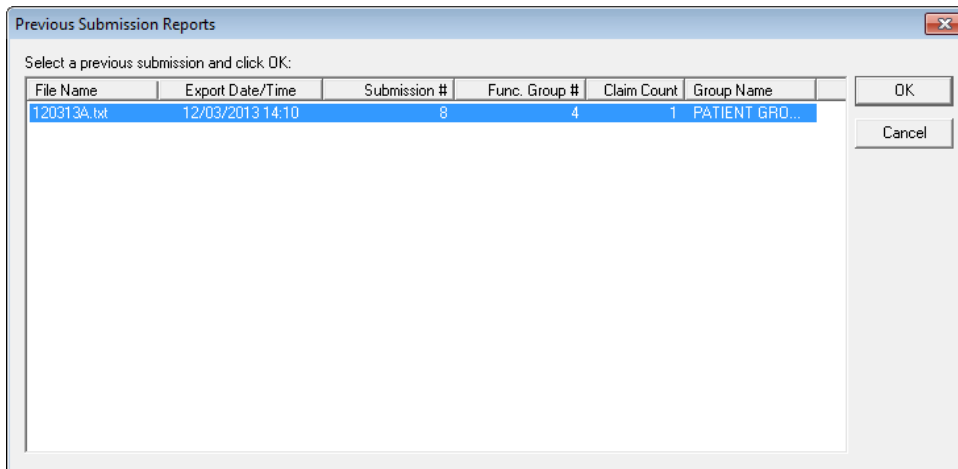 Previous Submission Reports
Select a previous submission and click OK:
File Name Export Date/Time Submission # Func. Group # Claim Count Group Name
120313A.txt 12/03/2013 14:10 8 4 1 PATIENT GRO...
OK
Cancel